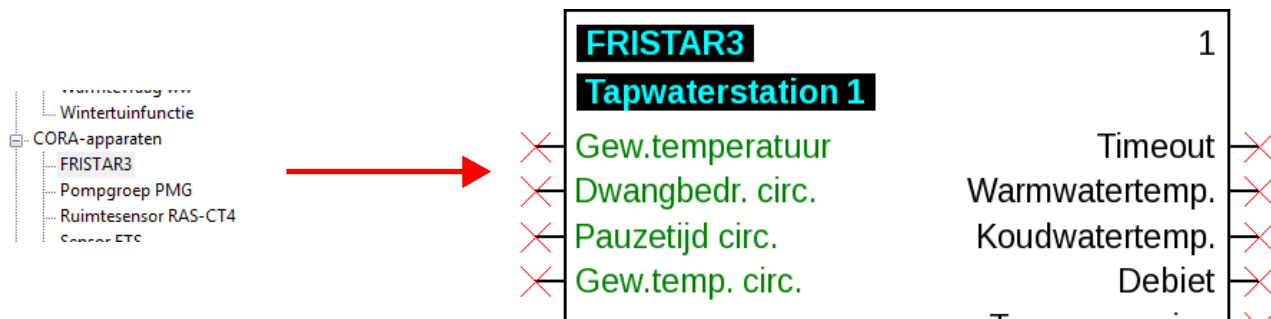 Wintertuinfunctie
CORA-apparaten
FRISTAR3
Pompgroep PMG
Ruimtesensor RAS-CT4
FRISTAR3 1
Tapwaterstation 1
Gew.temperatuur Timeout
Dwangbedr. circ. Warmwatertemp.
Pauzetijd circ. Koudwatertemp.
Gew.temp. circ. Debiet